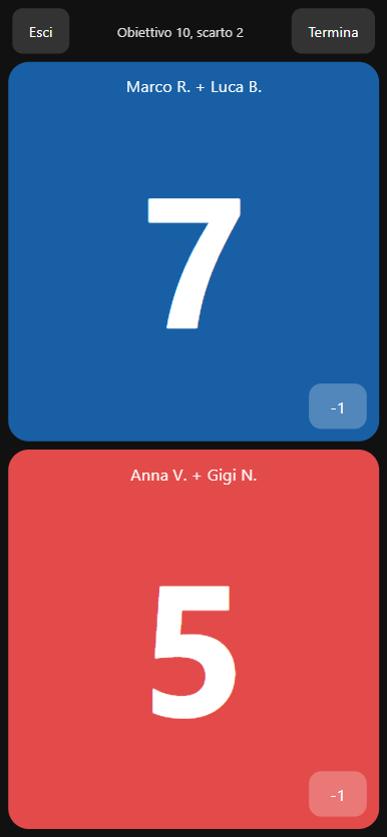 Esci
Obiettivo 10, scarto 2
Termina
Marco R. + Luca B.
7
-1
Anna V. + Gigi N.
5
-1